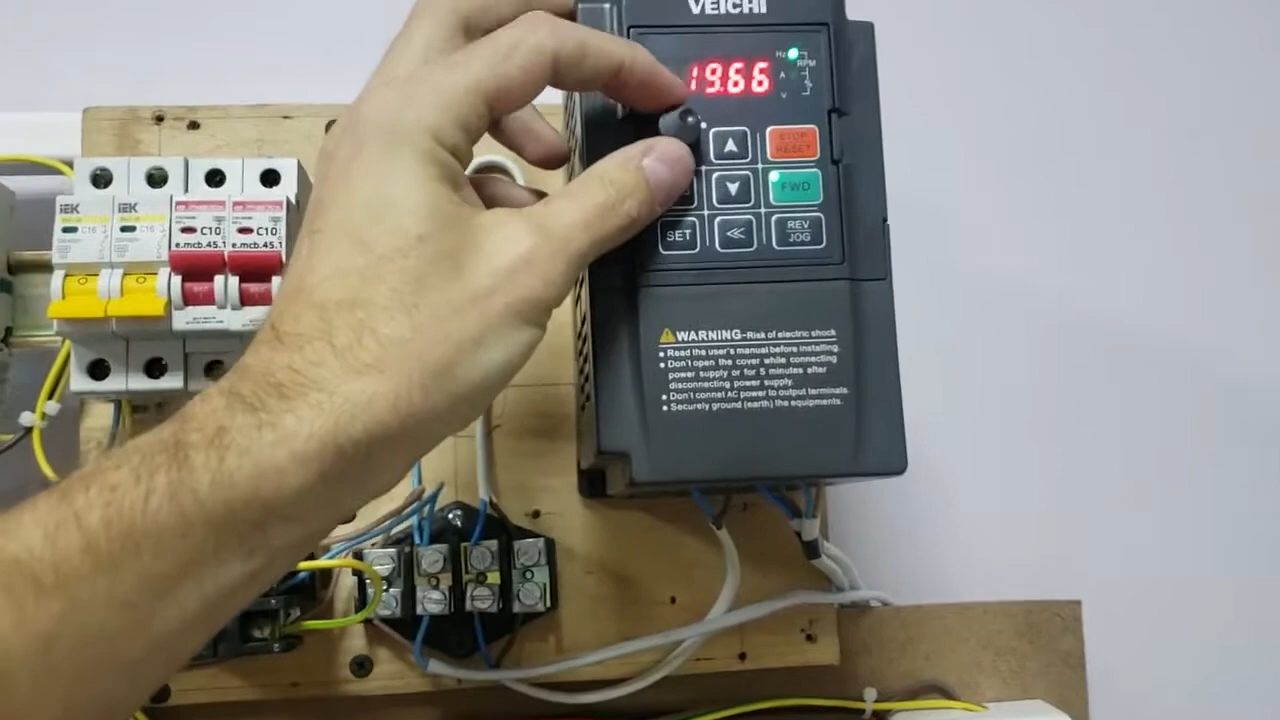 VEICHI
19.66
Hz
RPM
A
V
STOP
RESET
FWD
SET
REV
JOG
WARNING-Risk of electric shock
Read the user's manual before installing.
Don't open the cover while connecting
power supply or for 5 minutes after
disconnecting power supply.
Don't connet AC power to output terminals.
Securely ground (earth) the equipments.
iEK
iEK
C16
C16
C10
C10
e.mcb.45.1
e.mcb.45.1